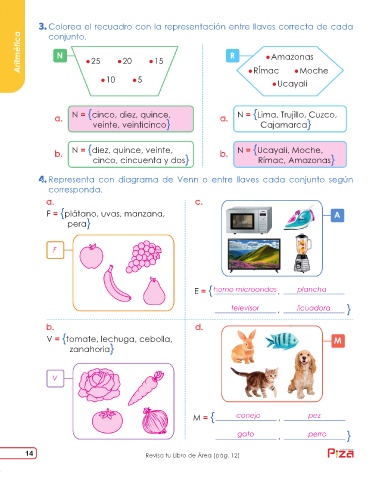 Aritmética
3. Colorea el recuadro con la representación entre llaves correcta de cada
conjunto.
N
25 20 15
10 5
R
Amazonas
Rímac Moche
Ucayali
a. N = {cinco, diez, quince,
veinte, veinticinco}
a. N = {Lima, Trujillo, Cuzco,
Cajamarca}
b. N = {diez, quince, veinte,
cinco, cincuenta y dos}
b. N = {Ucayali, Moche,
Rímac, Amazonas}
4. Representa con diagrama de Venn o entre llaves cada conjunto según
corresponda.
a.
F = {plátano, uvas, manzana,
pera}
F
c.
A
E = { horno microondas , plancha
televisor , licuadora }
b.
V = {tomate, lechuga, cebolla,
zanahoria}
V
d.
M
M = { conejo , pez
gato , perro }
14
Revisa tu Libro de Área (pág. 12)
Piza